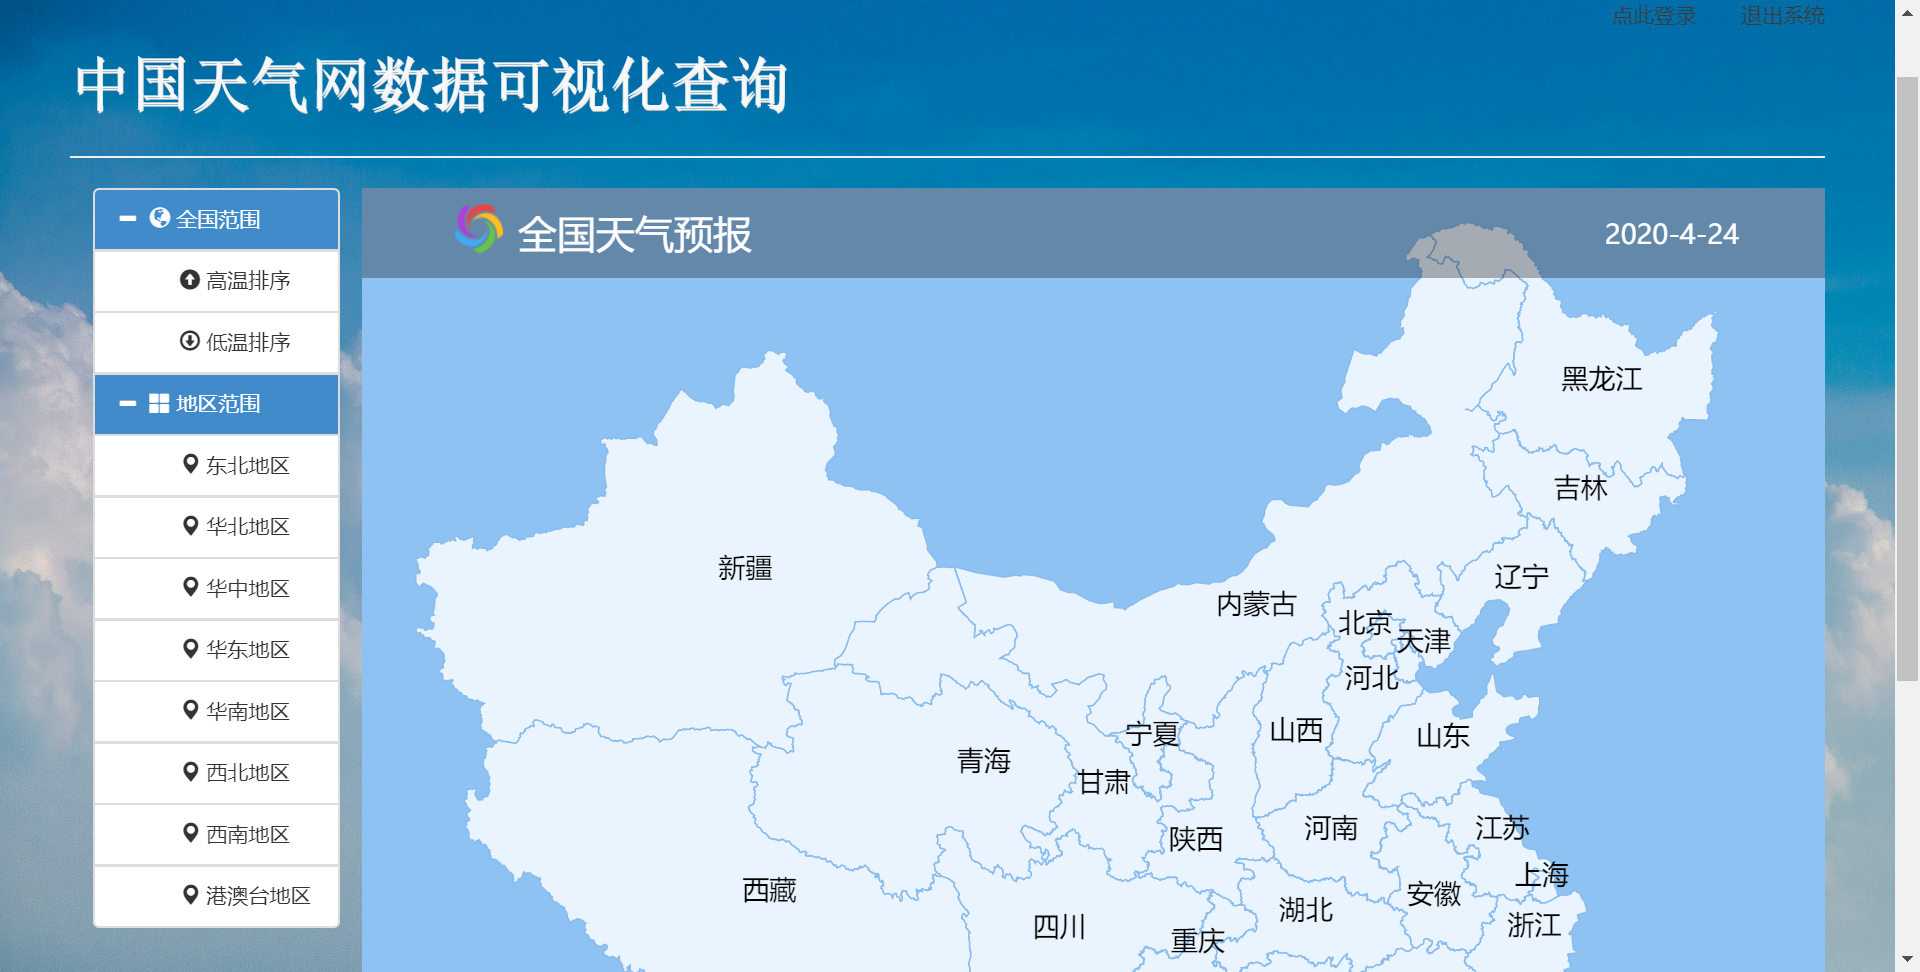 点此登录 退出系统
中国天气网数据可视化查询
全国范围
高温排序
低温排序
地区范围
东北地区
华北地区
华中地区
华东地区
华南地区
西北地区
西南地区
港澳台地区
全国天气预报
2020-4-24
黑龙江
吉林
新疆
辽宁
内蒙古
北京
天津
河北
宁夏
山西
山东
青海
甘肃
陕西
河南
江苏
上海
西藏
安徽
湖北
浙江
四川
重庆